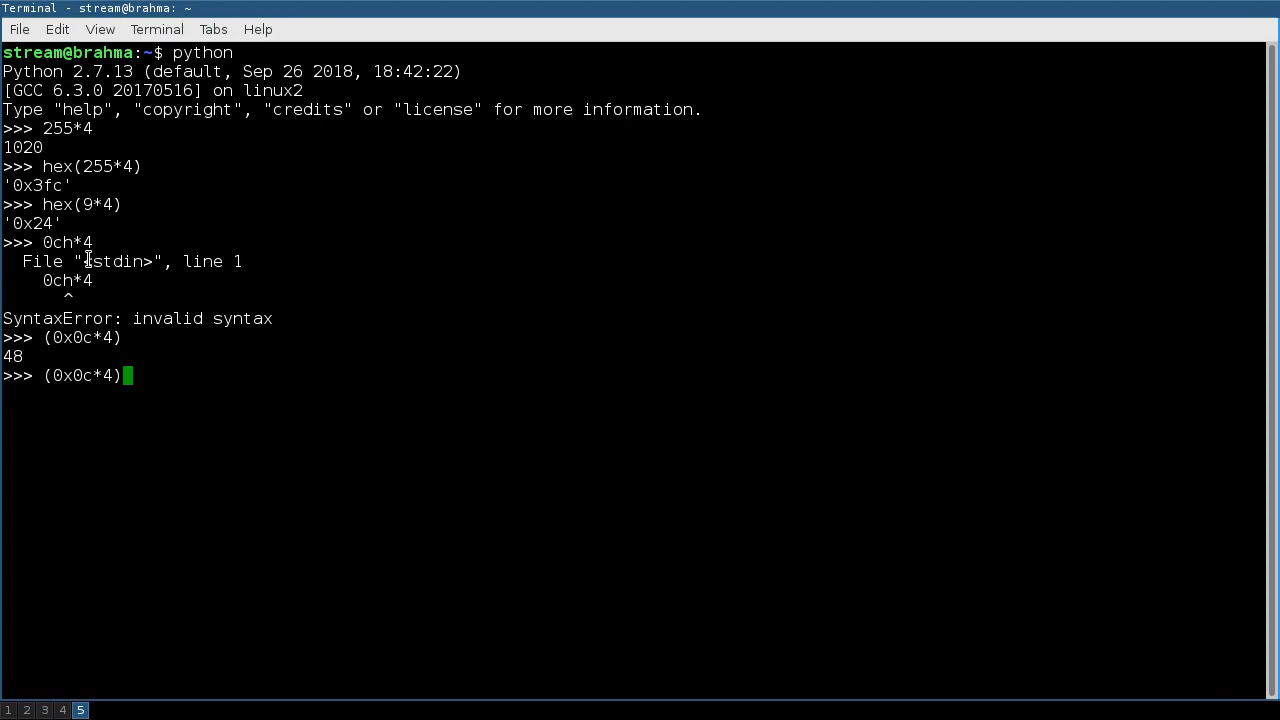 Terminal - stream@brahma: ~
File Edit View Terminal Tabs Help
stream@brahma:~$ python
Python 2.7.13 (default, Sep 26 2018, 18:42:22)
[GCC 6.3.0 20170516] on linux2
Type "help", "copyright", "credits" or "license" for more information.
>>> 255*4
1020
>>> hex(255*4)
'0x3fc'
>>> hex(9*4)
'0x24'
>>> 0ch*4
  File "<stdin>", line 1
    0ch*4
      ^
SyntaxError: invalid syntax
>>> (0x0c*4)
48
>>> (0x0c*4)
1 2 3 4 5